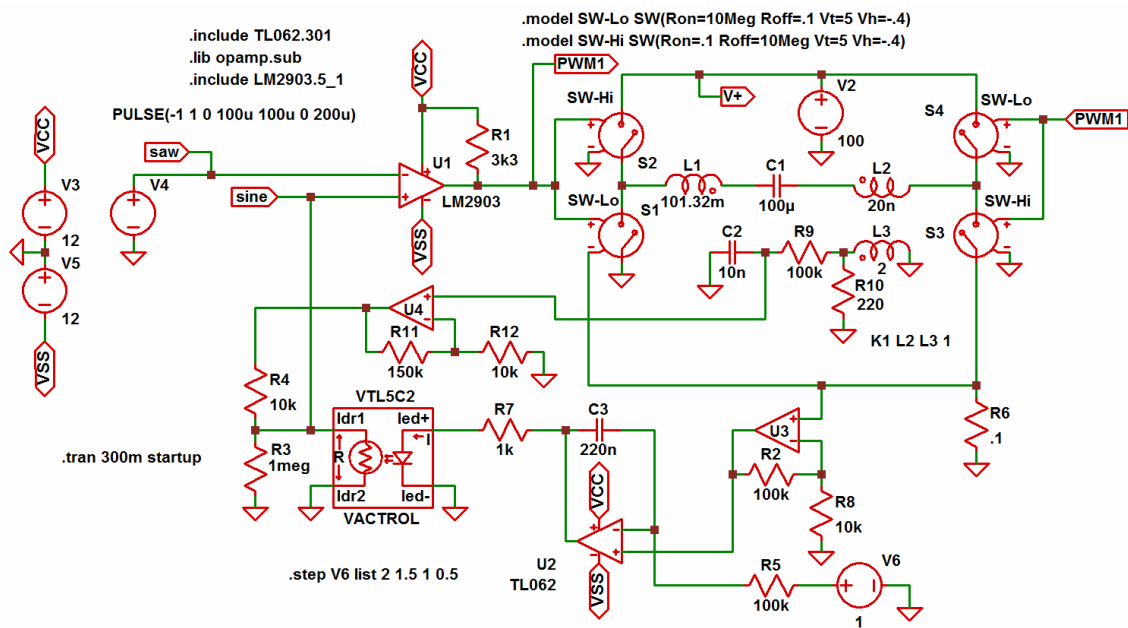 .model SW-Lo SW(Ron=10Meg Roff=.1 Vt=5 Vh=-.4)
.model SW-Hi SW(Ron=.1 Roff=10Meg Vt=5 Vh=-.4)
.include TL062.301
.lib opamp.sub
.include LM2903.5_1
PULSE(-1 1 0 100u 100u 0 200u)
VCC
V3
12
V5
12
VSS
saw
V4
sine
VCC
R1
3k3
U1
LM2903
VSS
PWM1
SW-Hi
S2
SW-Lo
S1
V+
V2
100
S4
SW-Lo
PWM1
SW-Hi
S3
L1
101.32m
C1
100µ
L2
20n
C2
10n
R9
100k
L3
2
R10
220
K1 L2 L3 1
U4
R11
150k
R12
10k
R4
10k
R3
1meg
VTL5C2
ldr1
led+
R
I
ldr2
led-
VACTROL
R7
1k
C3
220n
VCC
U2
TL062
VSS
U3
R2
100k
R8
10k
R6
.1
R5
100k
V6
1
.tran 300m startup
.step V6 list 2 1.5 1 0.5